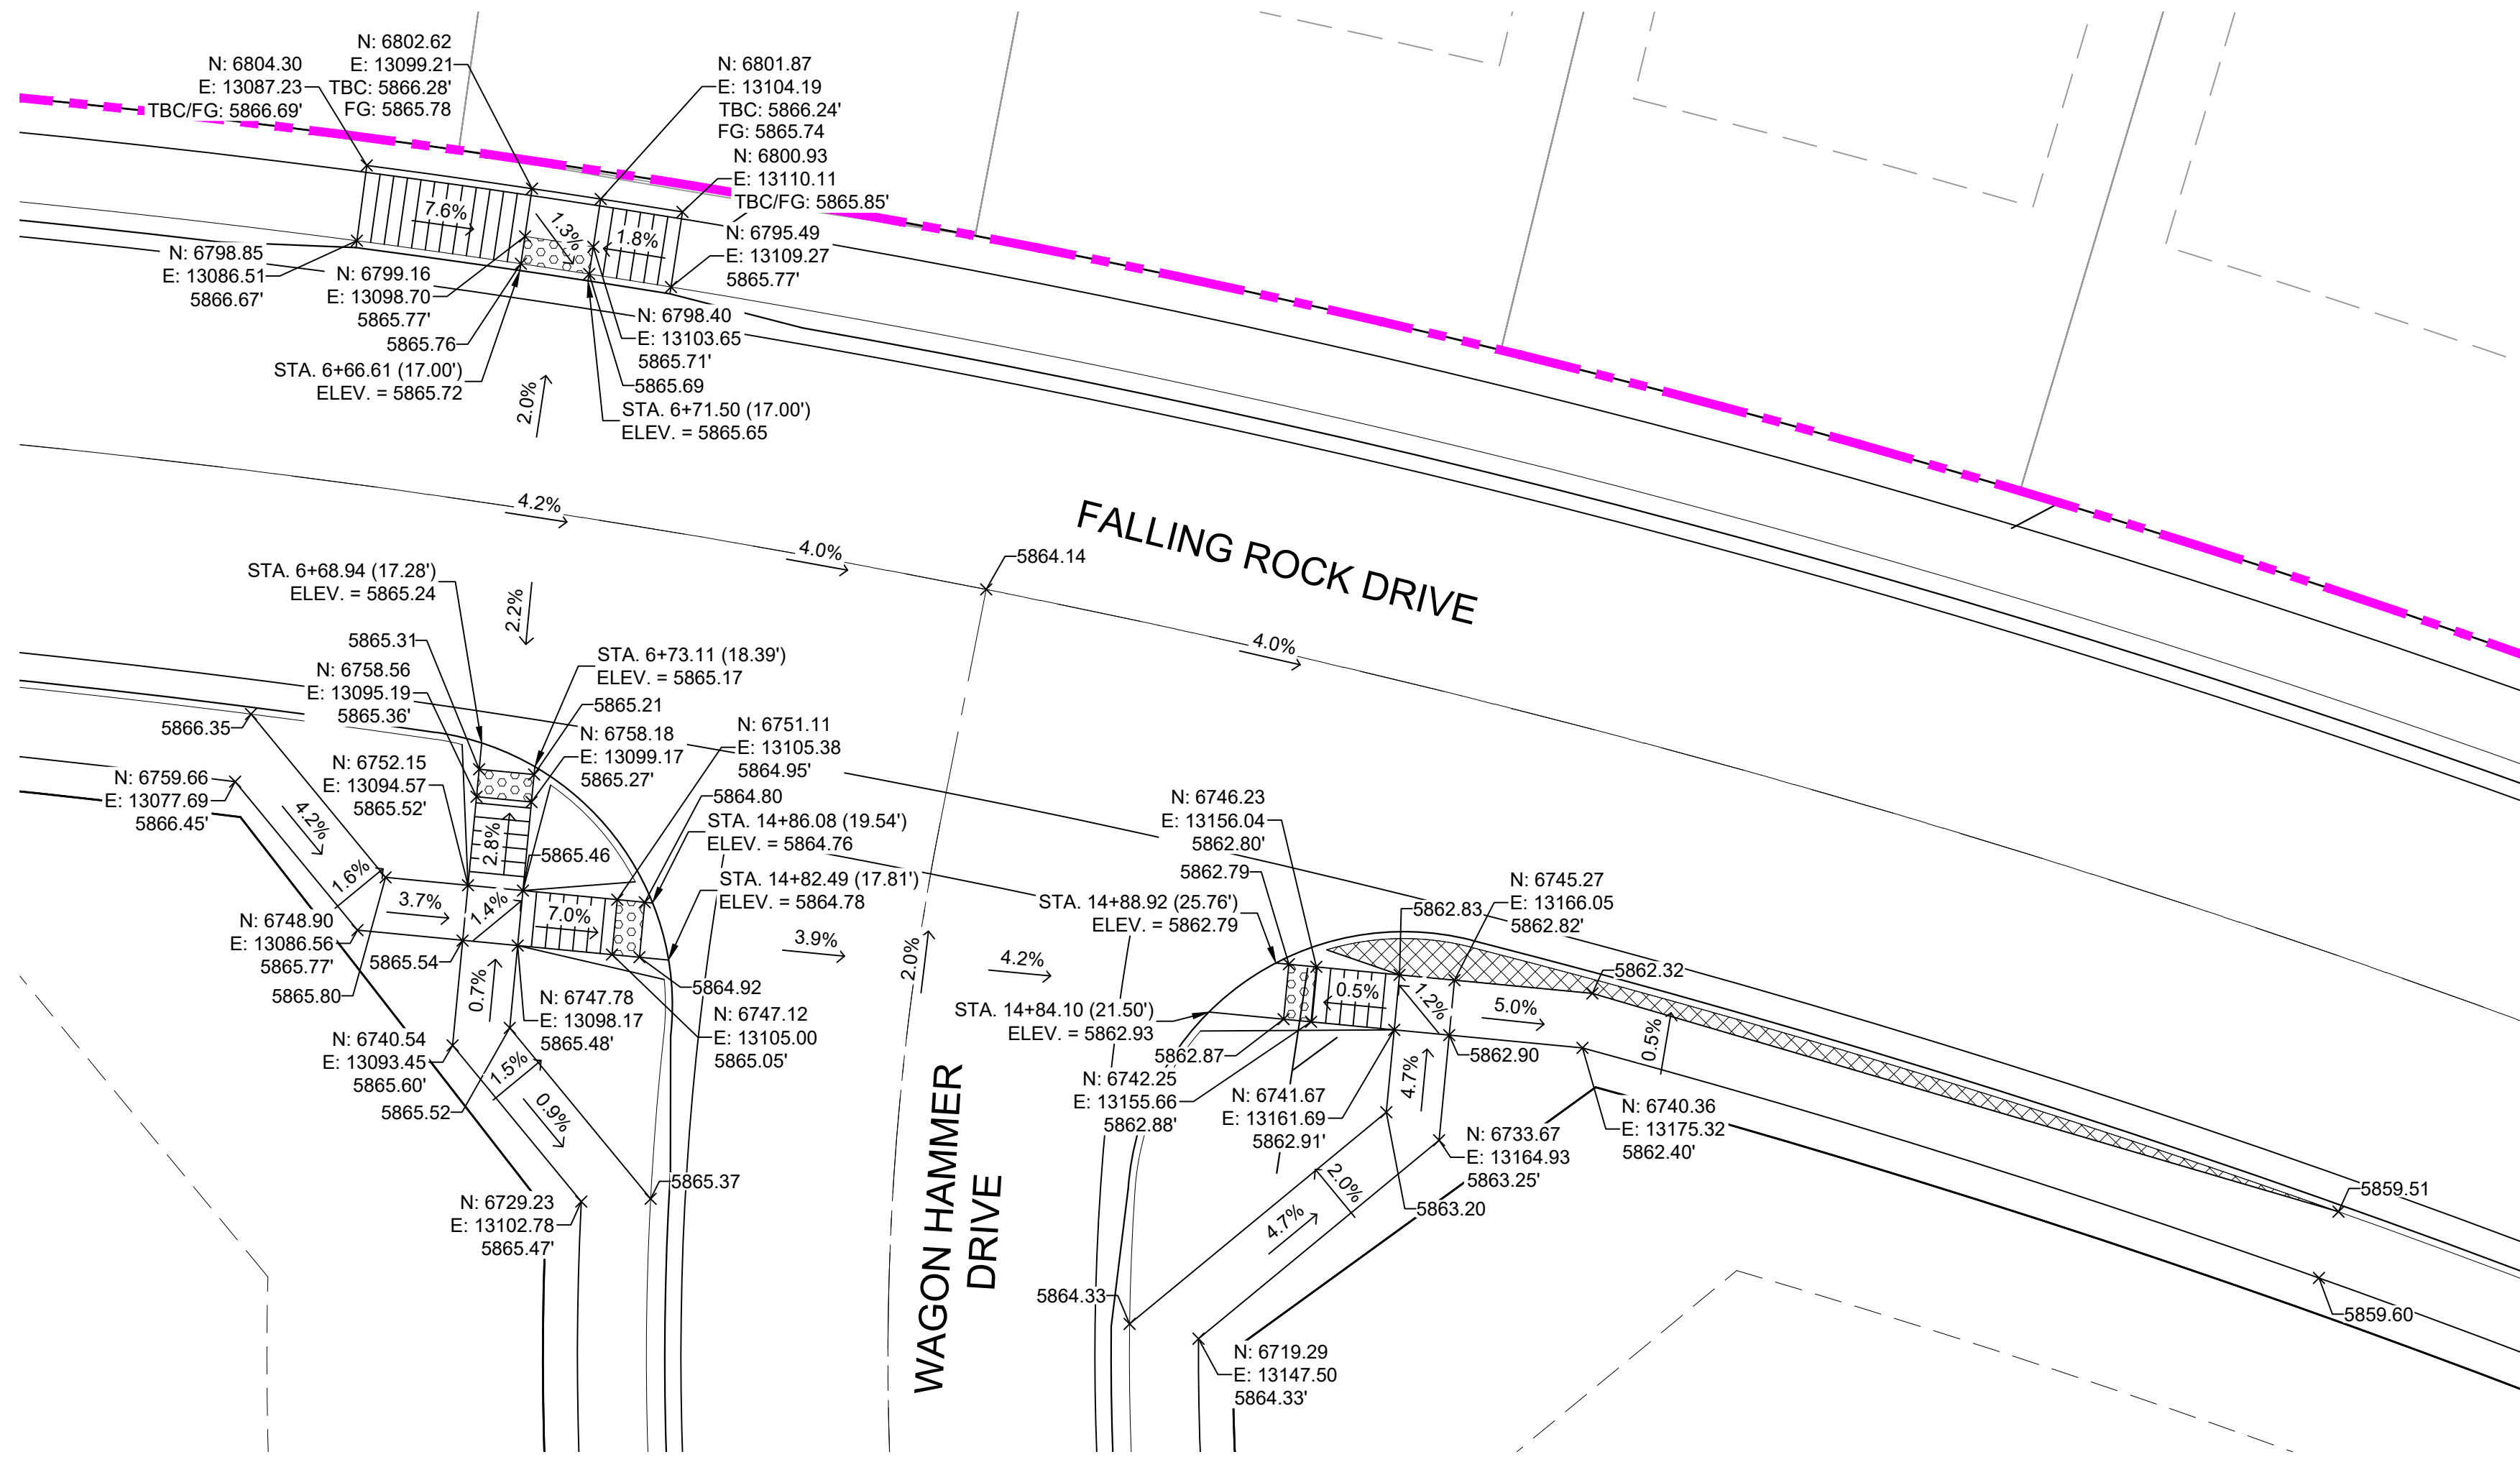 N: 6804.30
E: 13087.23
TBC/FG: 5866.69'
N: 6802.62
E: 13099.21
TBC: 5866.28'
FG: 5865.78
N: 6801.87
E: 13104.19
TBC: 5866.24'
FG: 5865.74
N: 6800.93
E: 13110.11
TBC/FG: 5865.85'
7.6%
1.3%
1.8%
N: 6798.85
E: 13086.51
5866.67'
N: 6799.16
E: 13098.70
5865.77'
5865.76
STA. 6+66.61 (17.00')
ELEV. = 5865.72
N: 6795.49
E: 13109.27
5865.77'
N: 6798.40
E: 13103.65
5865.71'
5865.69
STA. 6+71.50 (17.00')
ELEV. = 5865.65
2.0%
4.2%
4.0%
5864.14
FALLING ROCK DRIVE
4.0%
STA. 6+68.94 (17.28')
ELEV. = 5865.24
2.2%
5865.31
N: 6758.56
E: 13095.19
5865.36'
STA. 6+73.11 (18.39')
ELEV. = 5865.17
5865.21
N: 6758.18
E: 13099.17
5865.27'
N: 6751.11
E: 13105.38
5864.95'
5866.35
N: 6752.15
E: 13094.57
5865.52'
N: 6759.66
E: 13077.69
5866.45'
4.2%
2.8%
5865.46
5864.80
STA. 14+86.08 (19.54')
ELEV. = 5864.76
STA. 14+82.49 (17.81')
ELEV. = 5864.78
1.6%
3.7%
1.4%
7.0%
N: 6748.90
E: 13086.56
5865.77'
5865.54
5865.80
0.7%
5864.92
N: 6747.78
E: 13098.17
5865.48'
N: 6747.12
E: 13105.00
5865.05'
N: 6740.54
E: 13093.45
5865.60'
5865.52
1.5%
0.9%
5865.37
N: 6729.23
E: 13102.78
5865.47'
3.9%
2.0%
4.2%
WAGON HAMMER
DRIVE
N: 6746.23
E: 13156.04
5862.80'
5862.79
STA. 14+88.92 (25.76')
ELEV. = 5862.79
5862.83
N: 6745.27
E: 13166.05
5862.82'
5862.32
STA. 14+84.10 (21.50')
ELEV. = 5862.93
0.5%
1.2%
5.0%
0.5%
5862.87
5862.90
N: 6742.25
E: 13155.66
5862.88'
N: 6741.67
E: 13161.69
5862.91'
4.7%
N: 6740.36
E: 13175.32
5862.40'
N: 6733.67
E: 13164.93
5863.25'
2.0%
4.7%
5863.20
5859.51
5859.60
5864.33
N: 6719.29
E: 13147.50
5864.33'